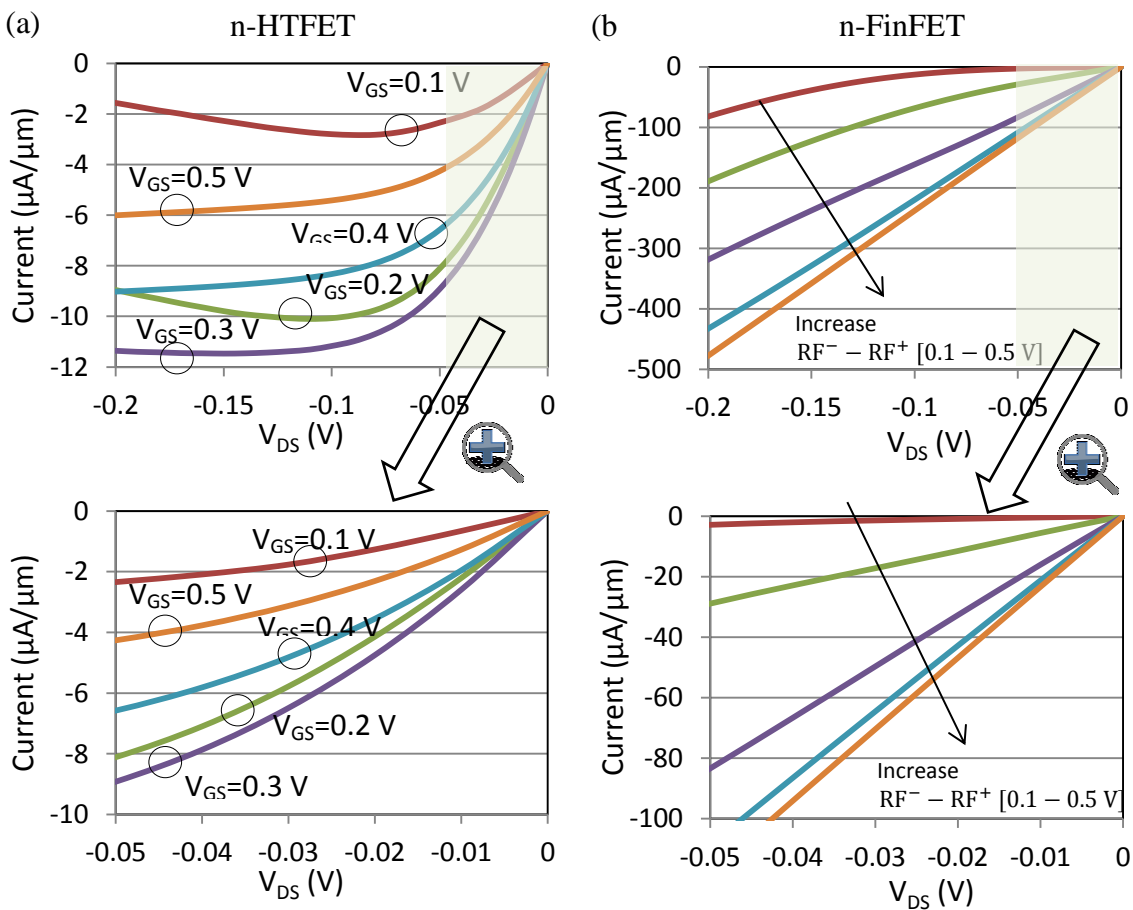 (a)
n-HTFET
(b
n-FinFET
0
-2
-4
-6
-8
-10
-12
Current (μA/μm)
V_GS=0.1 V
V_GS=0.5 V
V_GS=0.4 V
V_GS=0.2 V
V_GS=0.3 V
-0.2
-0.15
-0.1
-0.05
0
V_DS (V)
0
-100
-200
-300
-400
-500
Current (μA/μm)
Increase
RF⁻ − RF⁺ [0.1 − 0.5 V]
-0.2
-0.15
-0.1
-0.05
0
V_DS (V)
0
-2
-4
-6
-8
-10
Current (μA/μm)
V_GS=0.1 V
V_GS=0.5 V
V_GS=0.4 V
V_GS=0.2 V
V_GS=0.3 V
-0.05
-0.04
-0.03
-0.02
-0.01
0
V_DS (V)
0
-20
-40
-60
-80
-100
Current (μA/μm)
Increase
RF⁻ − RF⁺ [0.1 − 0.5 V]
-0.05
-0.04
-0.03
-0.02
-0.01
0
V_DS (V)